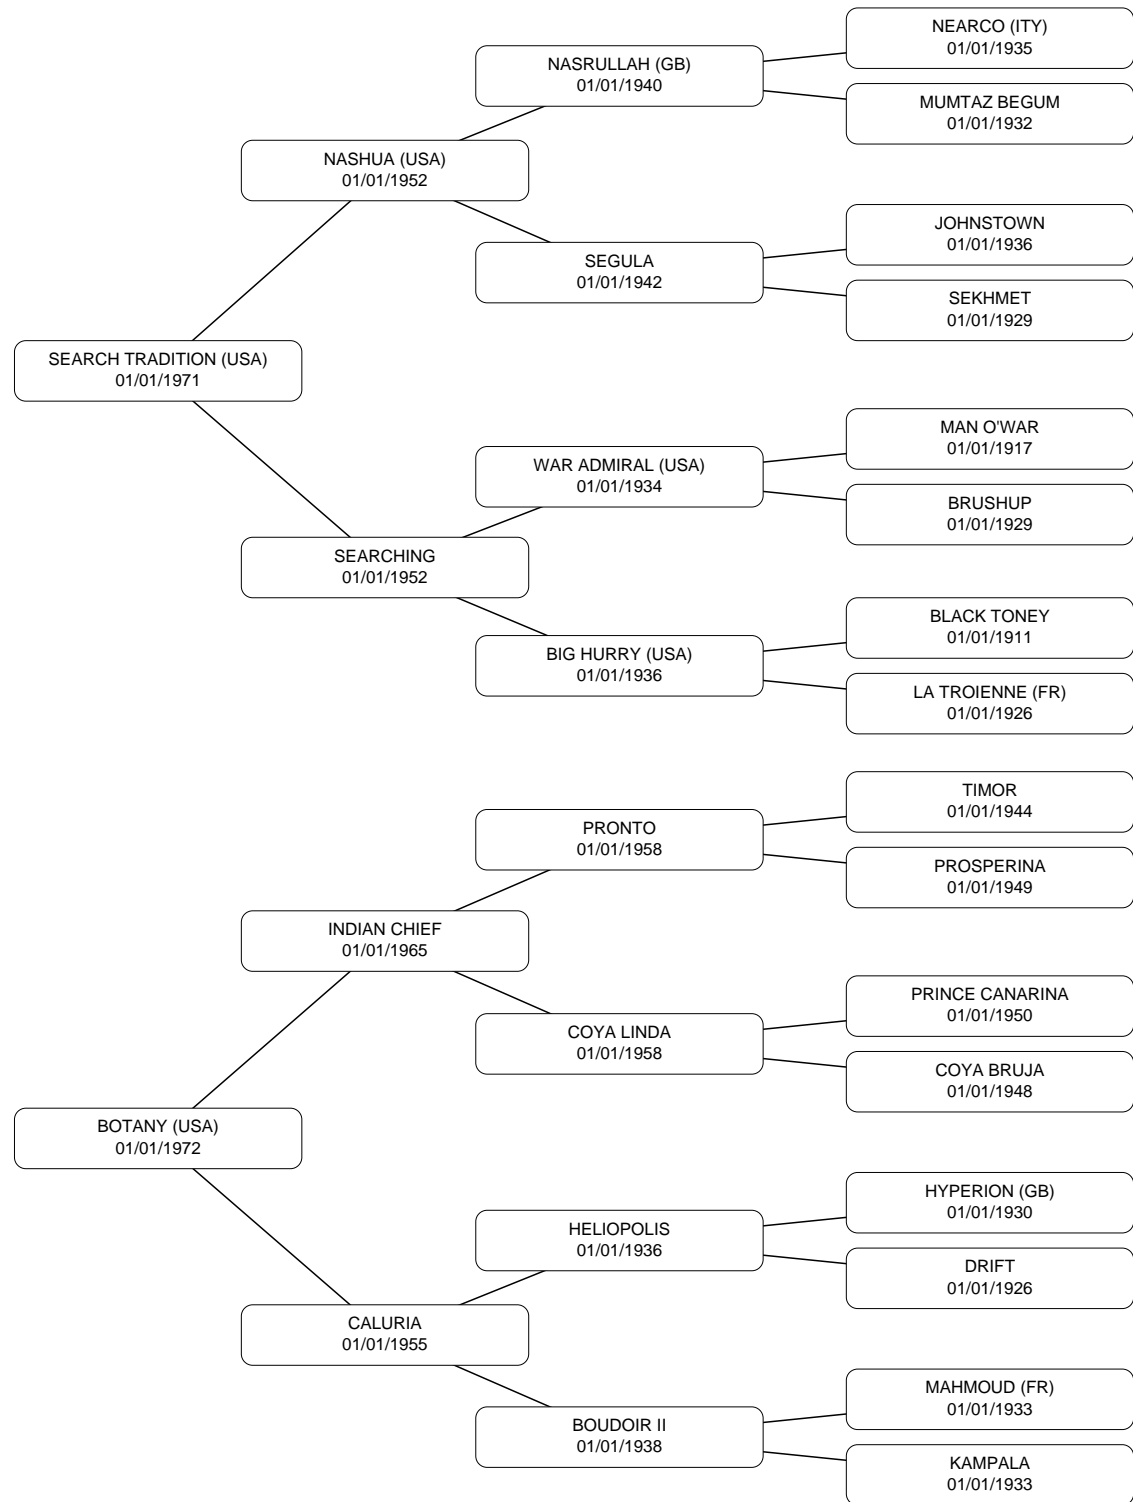 NEARCO (ITY)
01/01/1935
NASRULLAH (GB)
01/01/1940
MUMTAZ BEGUM
01/01/1932
NASHUA (USA)
01/01/1952
JOHNSTOWN
01/01/1936
SEGULA
01/01/1942
SEKHMET
01/01/1929
SEARCH TRADITION (USA)
01/01/1971
MAN O'WAR
01/01/1917
WAR ADMIRAL (USA)
01/01/1934
BRUSHUP
01/01/1929
SEARCHING
01/01/1952
BLACK TONEY
01/01/1911
BIG HURRY (USA)
01/01/1936
LA TROIENNE (FR)
01/01/1926
TIMOR
01/01/1944
PRONTO
01/01/1958
PROSPERINA
01/01/1949
INDIAN CHIEF
01/01/1965
PRINCE CANARINA
01/01/1950
COYA LINDA
01/01/1958
COYA BRUJA
01/01/1948
BOTANY (USA)
01/01/1972
HYPERION (GB)
01/01/1930
HELIOPOLIS
01/01/1936
DRIFT
01/01/1926
CALURIA
01/01/1955
MAHMOUD (FR)
01/01/1933
BOUDOIR II
01/01/1938
KAMPALA
01/01/1933